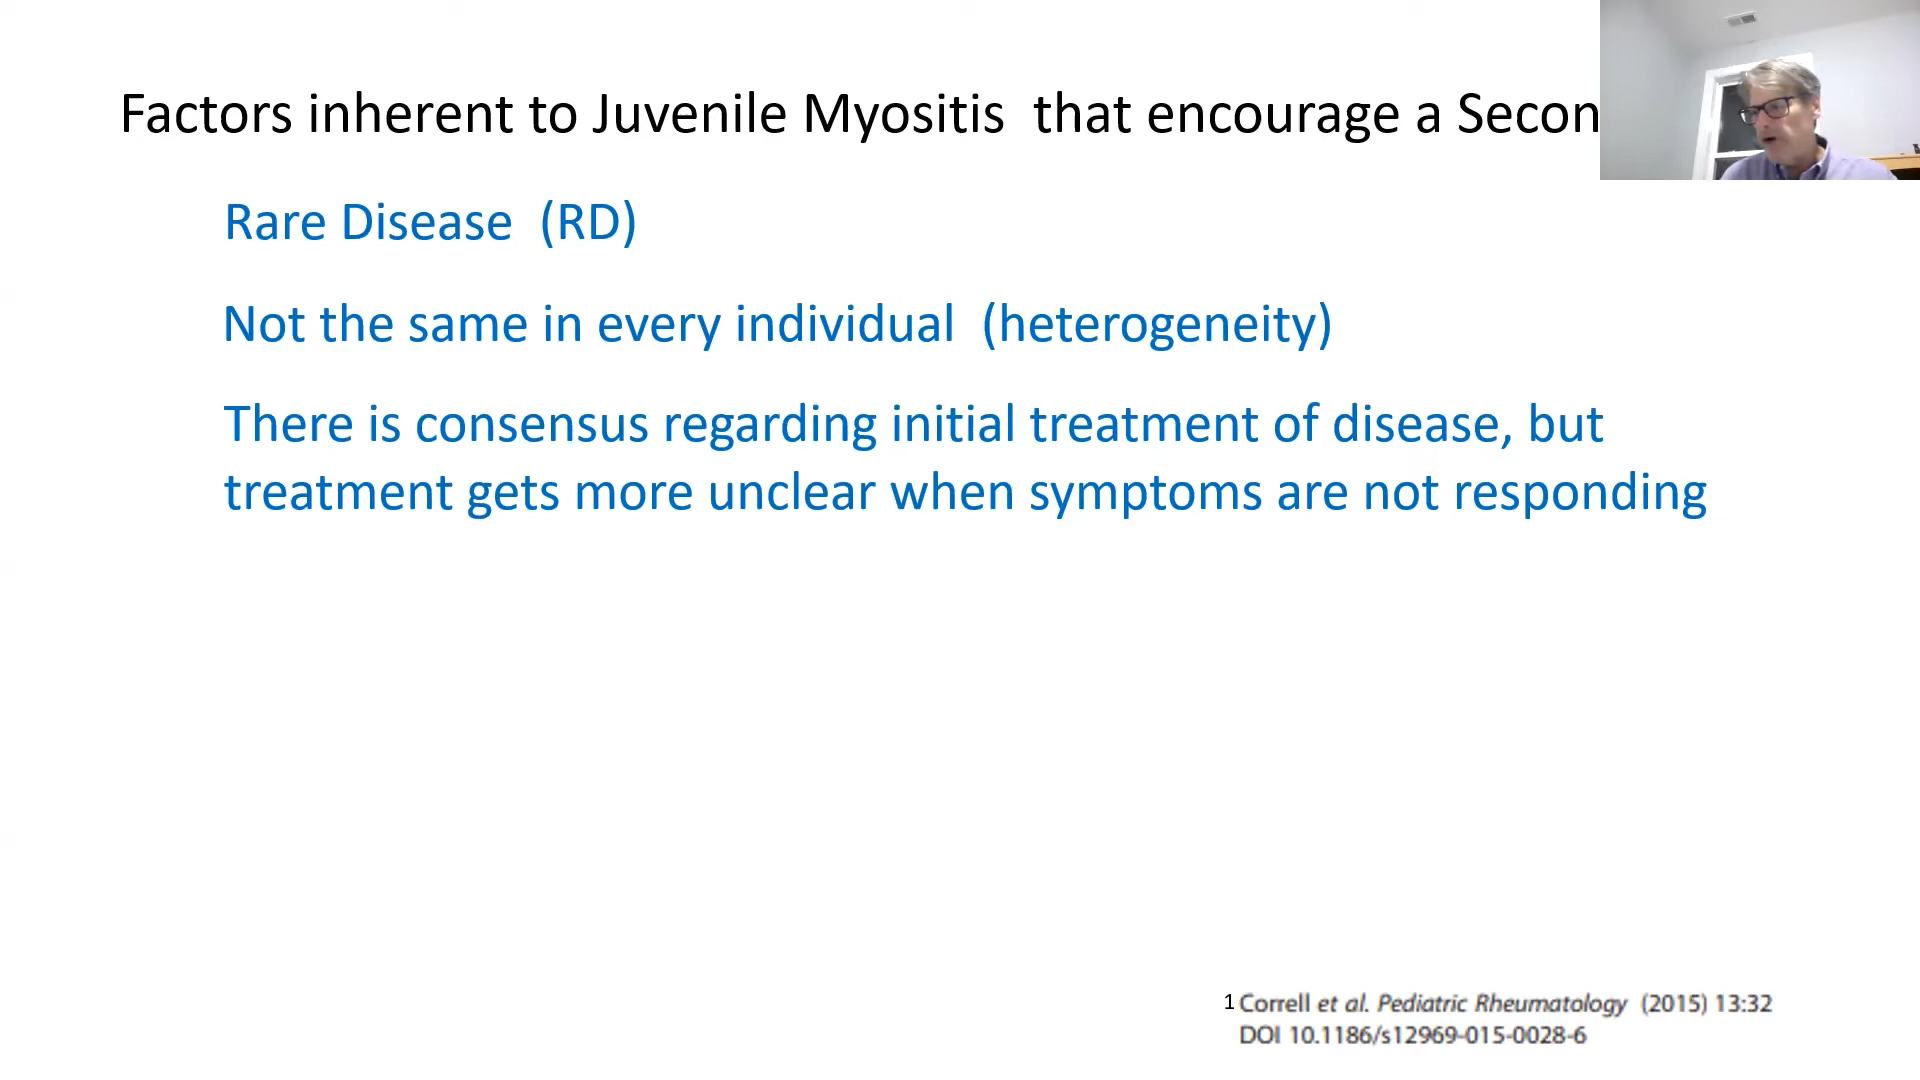 Factors inherent to Juvenile Myositis that encourage a Secon
Rare Disease (RD)
Not the same in every individual (heterogeneity)
There is consensus regarding initial treatment of disease, but
treatment gets more unclear when symptoms are not responding
1 Correll et al. Pediatric Rheumatology (2015) 13:32
DOI 10.1186/s12969-015-0028-6